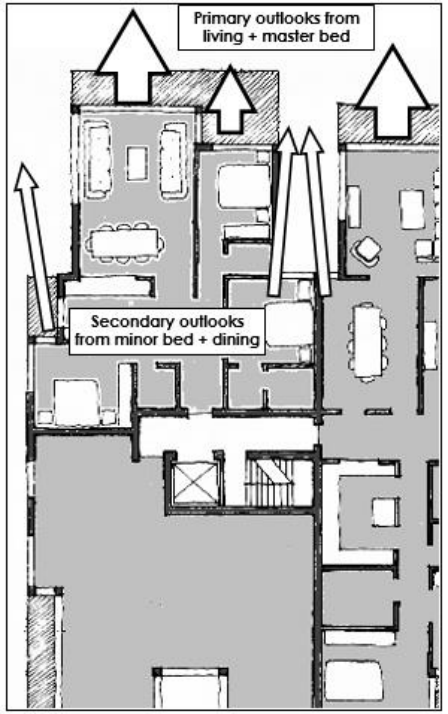 Primary outlooks from
living + master bed
Secondary outlooks
from minor bed + dining